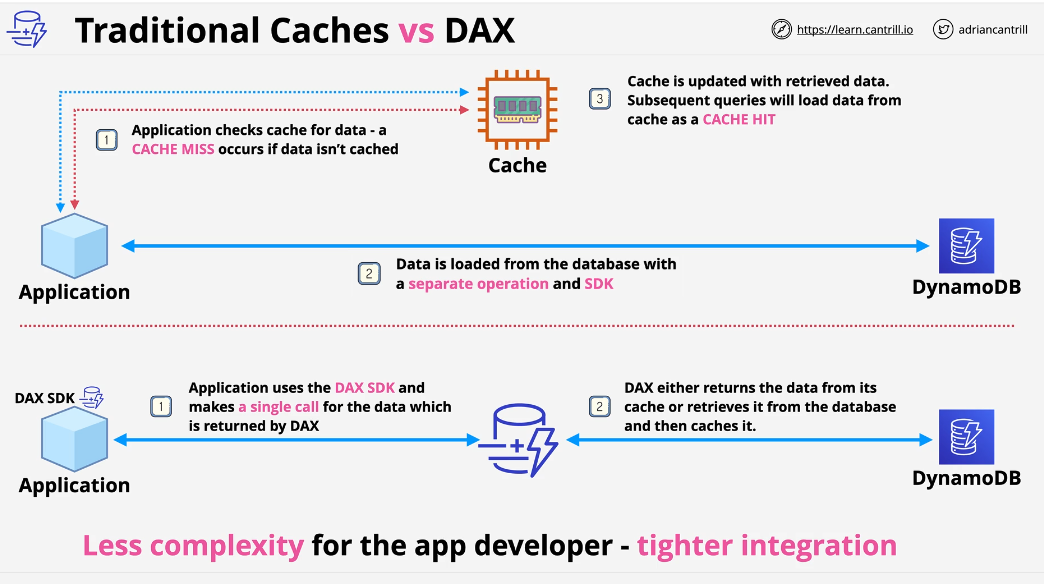 Traditional Caches vs DAX
https://learn.cantrill.io
adriancantrill
1
Application checks cache for data - a
CACHE MISS occurs if data isn't cached
Cache
3
Cache is updated with retrieved data.
Subsequent queries will load data from
cache as a CACHE HIT
Application
2
Data is loaded from the database with
a separate operation and SDK
DynamoDB
DAX SDK
Application
1
Application uses the DAX SDK and
makes a single call for the data which
is returned by DAX
2
DAX either returns the data from its
cache or retrieves it from the database
and then caches it.
DynamoDB
Less complexity for the app developer - tighter integration